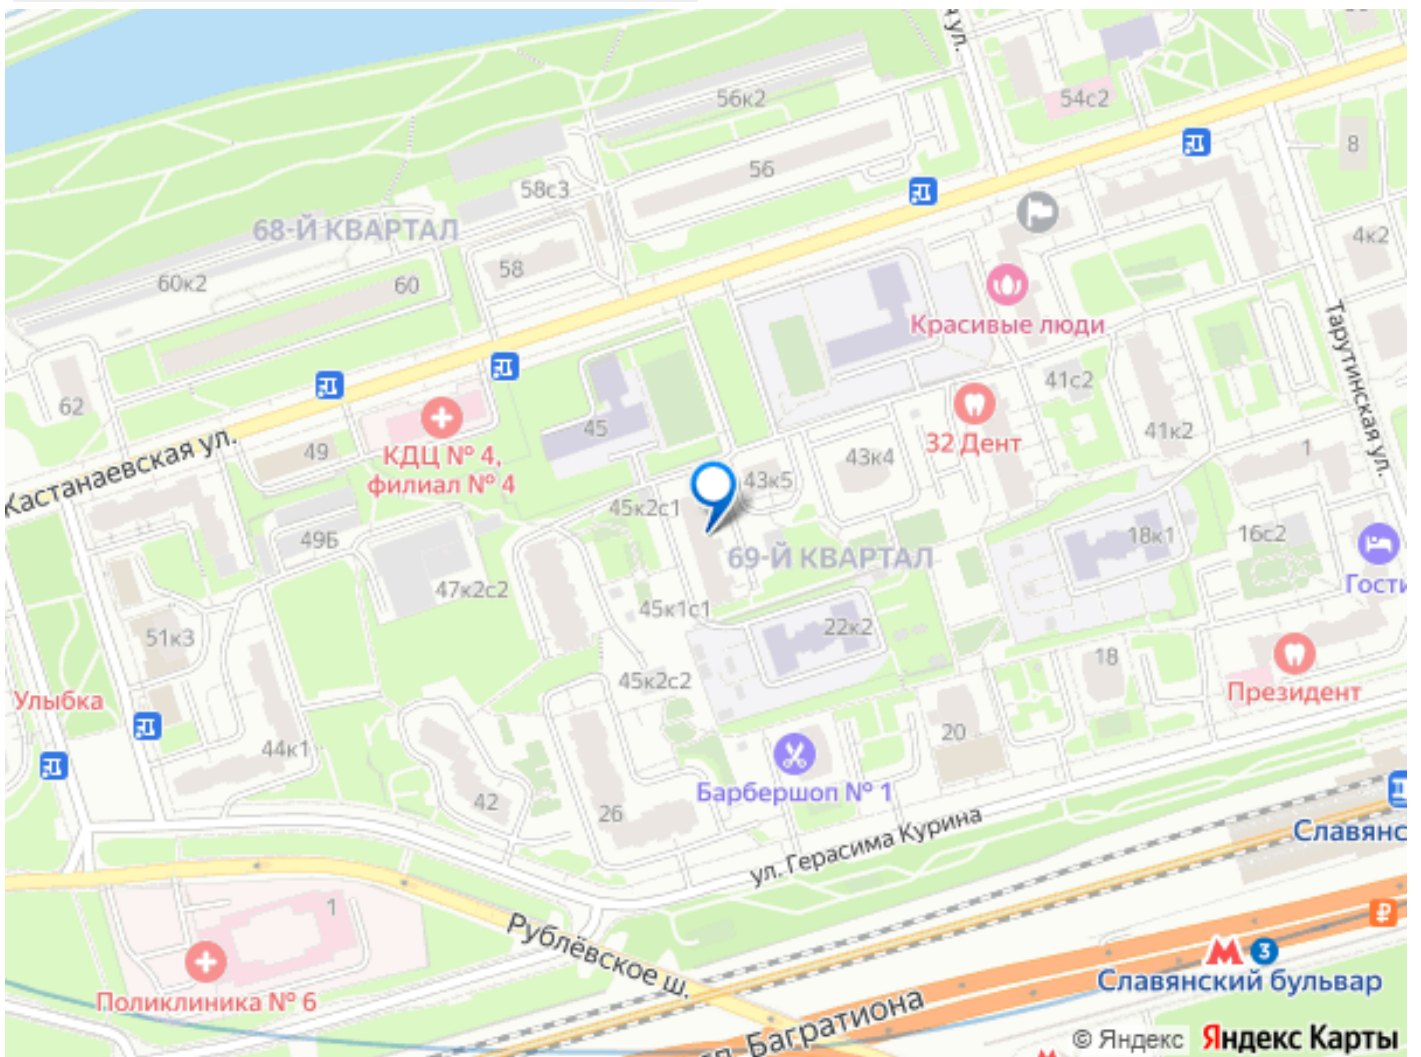 ул.
56к2
54с2
8
56
58с3
68-Й КВАРТАЛ
4к2
58
60к2
60
Красивые люди
Тарутинская ул.
41с2
62
45
41к2
32 Дент
49
КДЦ № 4,
филиал № 4
43к4
1
Кастанаевская ул.
43к5
45к2с1
49Б
18к1
16с2
69-Й КВАРТАЛ
47к2с2
Гости
45к1с1
51к3
22к2
18
45к2с2
Президент
Улыбка
20
44к1
Барбершоп № 1
42
26
ул. Герасима Курина
Славянс
1
Рублёвское ш.
3
Славянский бульвар
Поликлиника № 6
Багратиона
© Яндекс Яндекс Карты